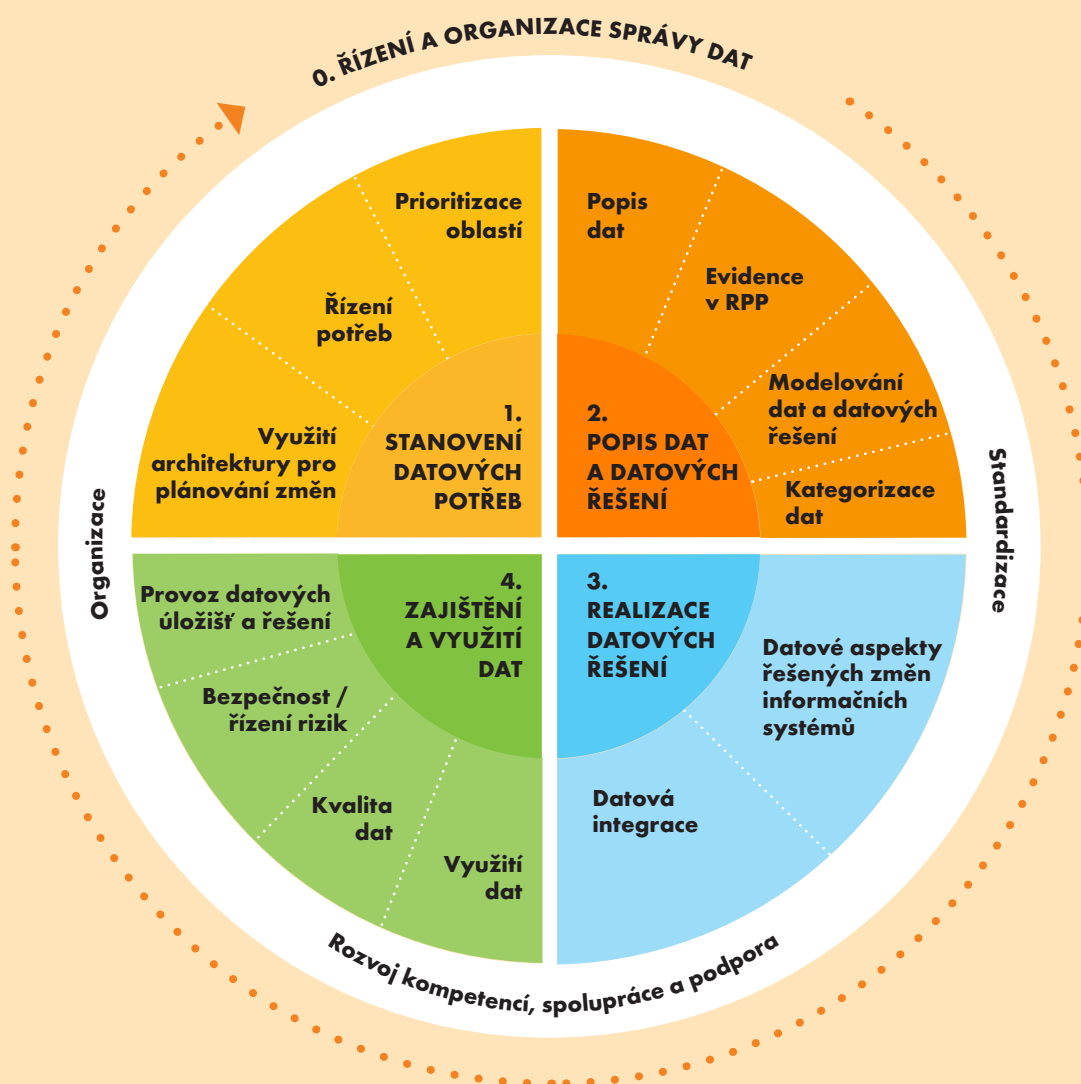 0. ŘÍZENÍ A ORGANIZACE SPRÁVY DAT
Prioritizace
oblastí
Řízení
potřeb
Využití
architektury pro
plánování změn
1.
STANOVENÍ
DATOVÝCH
POTŘEB
Popis
dat
Evidence
v RPP
Modelování
dat a datových
řešení
Kategorizace
dat
2.
POPIS DAT
A DATOVÝCH
ŘEŠENÍ
Standardizace
3.
REALIZACE
DATOVÝCH
ŘEŠENÍ
Datové aspekty
řešených změn
informačních
systémů
Datová
integrace
4.
ZAJIŠTĚNÍ
A VYUŽITÍ
DAT
Provoz datových
úložišť a řešení
Bezpečnost /
řízení rizik
Kvalita
dat
Využití
dat
Rozvoj kompetencí, spolupráce a podpora
Organizace